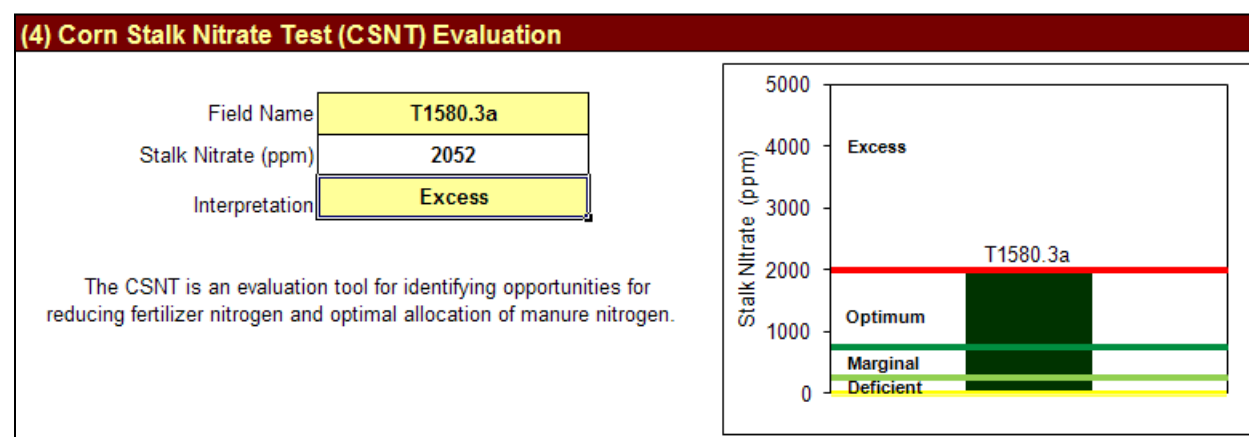 (4) Corn Stalk Nitrate Test (CSNT) Evaluation
Field Name T1580.3a
Stalk Nitrate (ppm) 2052
Interpretation Excess
The CSNT is an evaluation tool for identifying opportunities for
reducing fertilizer nitrogen and optimal allocation of manure nitrogen.
Stalk NItrate (ppm)
5000
4000
3000
2000
1000
0
Excess
T1580.3a
Optimum
Marginal
Deficient